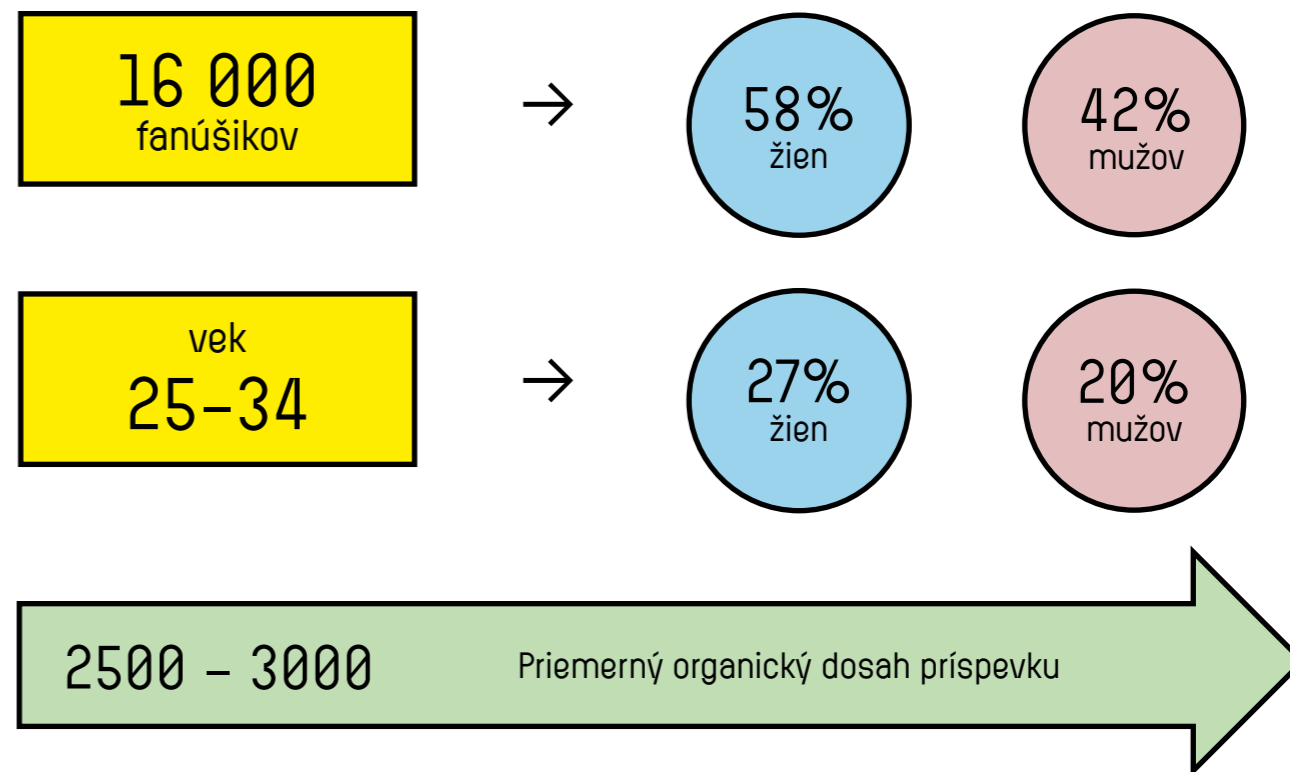 16 000
fanúšikov
→
58%
žien
42%
mužov
vek
25–34
→
27%
žien
20%
mužov
2500 – 3000
Priemerný organický dosah príspevku